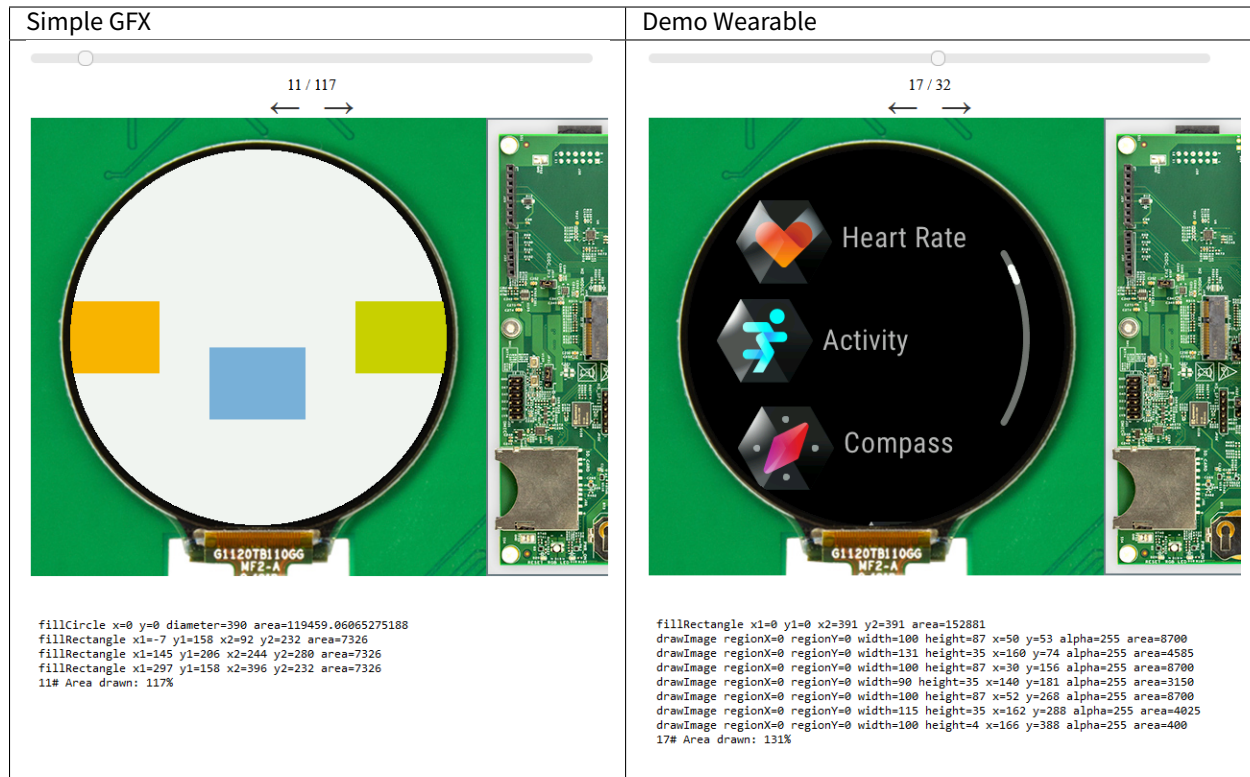 Simple GFX
11 / 117
G1120TB110GG
MF2-A
fillCircle x=0 y=0 diameter=390 area=119459.06065275188
fillRectangle x1=-7 y1=158 x2=92 y2=232 area=7326
fillRectangle x1=145 y1=206 x2=244 y2=280 area=7326
fillRectangle x1=297 y1=158 x2=396 y2=232 area=7326
11# Area drawn: 117%
Demo Wearable
17 / 32
Heart Rate
Activity
Compass
G1120TB110GG
MF2-A
fillRectangle x1=0 y1=0 x2=391 y2=391 area=152881
drawImage regionX=0 regionY=0 width=100 height=87 x=50 y=53 alpha=255 area=8700
drawImage regionX=0 regionY=0 width=131 height=35 x=160 y=74 alpha=255 area=4585
drawImage regionX=0 regionY=0 width=100 height=87 x=30 y=156 alpha=255 area=8700
drawImage regionX=0 regionY=0 width=90 height=35 x=140 y=181 alpha=255 area=3150
drawImage regionX=0 regionY=0 width=100 height=87 x=52 y=268 alpha=255 area=8700
drawImage regionX=0 regionY=0 width=115 height=35 x=162 y=288 alpha=255 area=4025
drawImage regionX=0 regionY=0 width=100 height=4 x=166 y=388 alpha=255 area=400
17# Area drawn: 131%